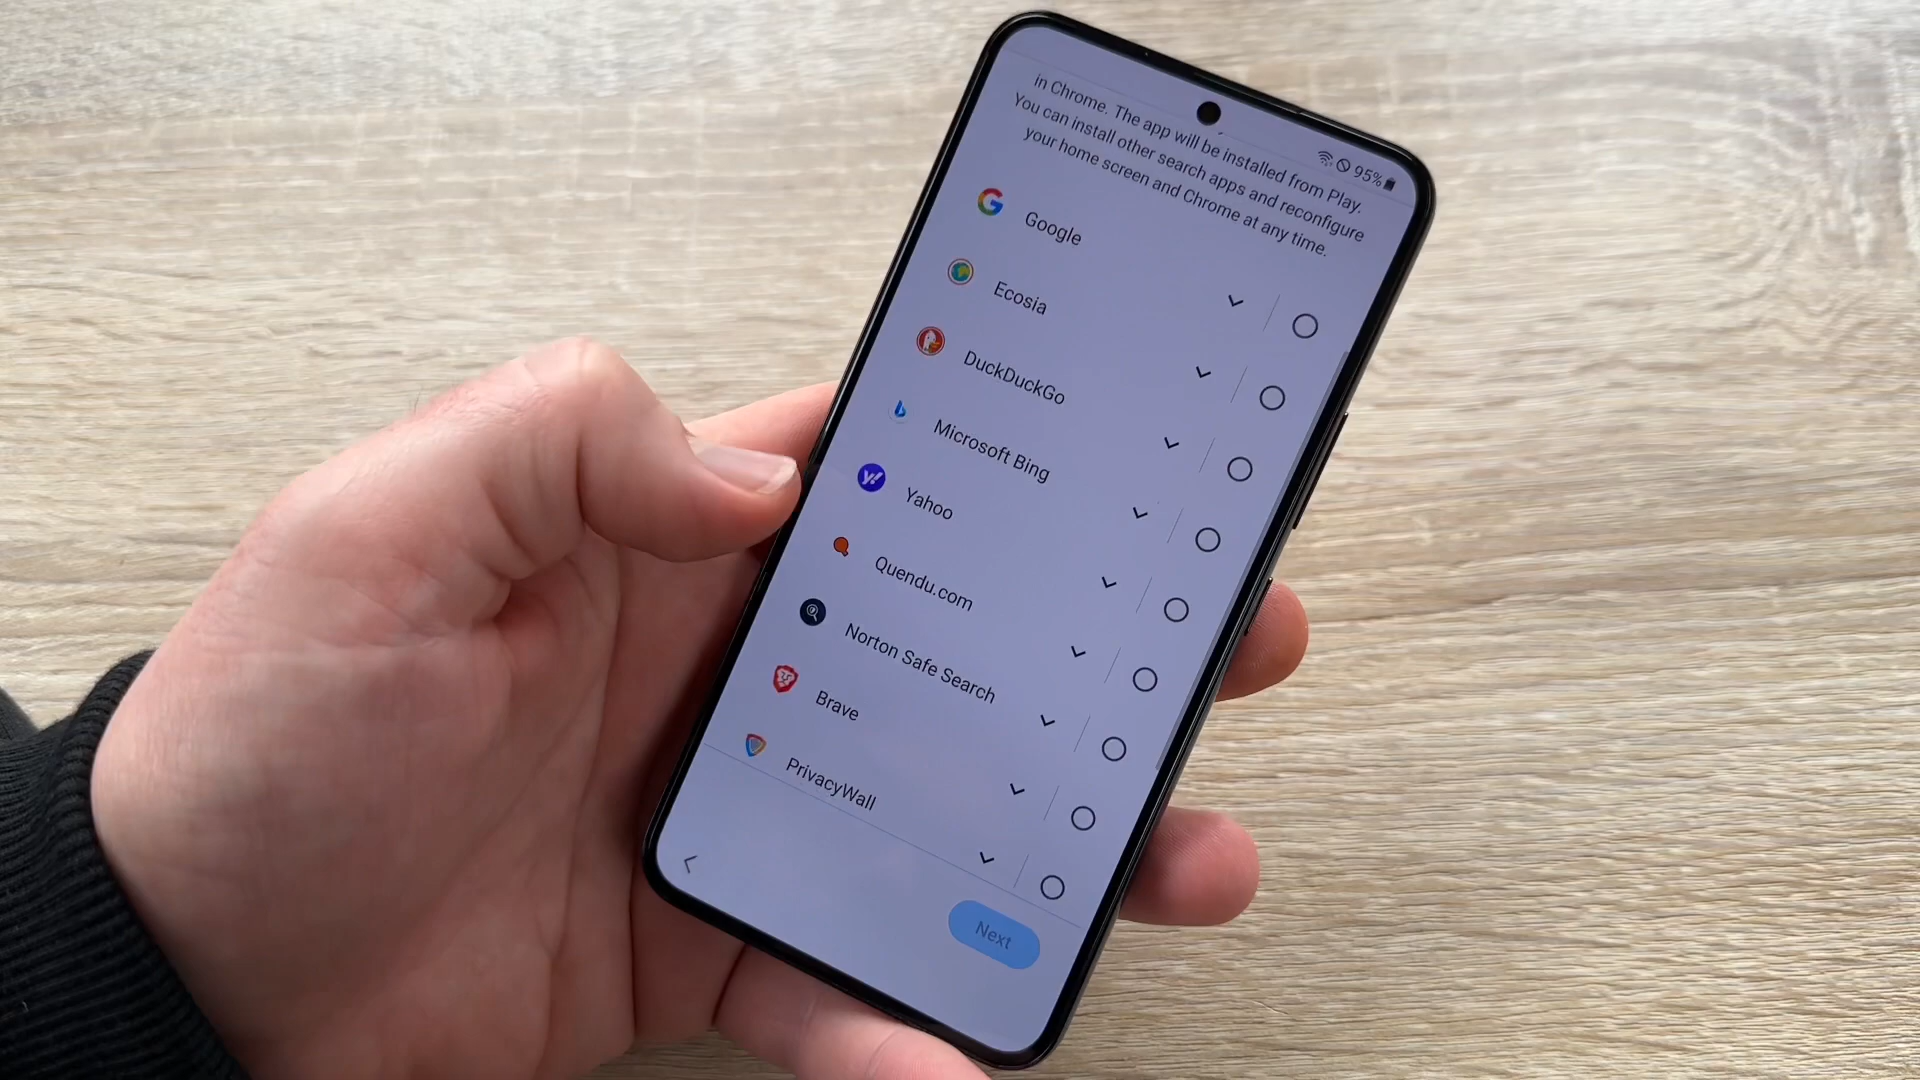 95%
in Chrome. The app will be installed from Play.
You can install other search apps and reconfigure
your home screen and Chrome at any time.
Google
Ecosia
DuckDuckGo
Microsoft Bing
Yahoo
Quendu.com
Norton Safe Search
Brave
PrivacyWall
Next